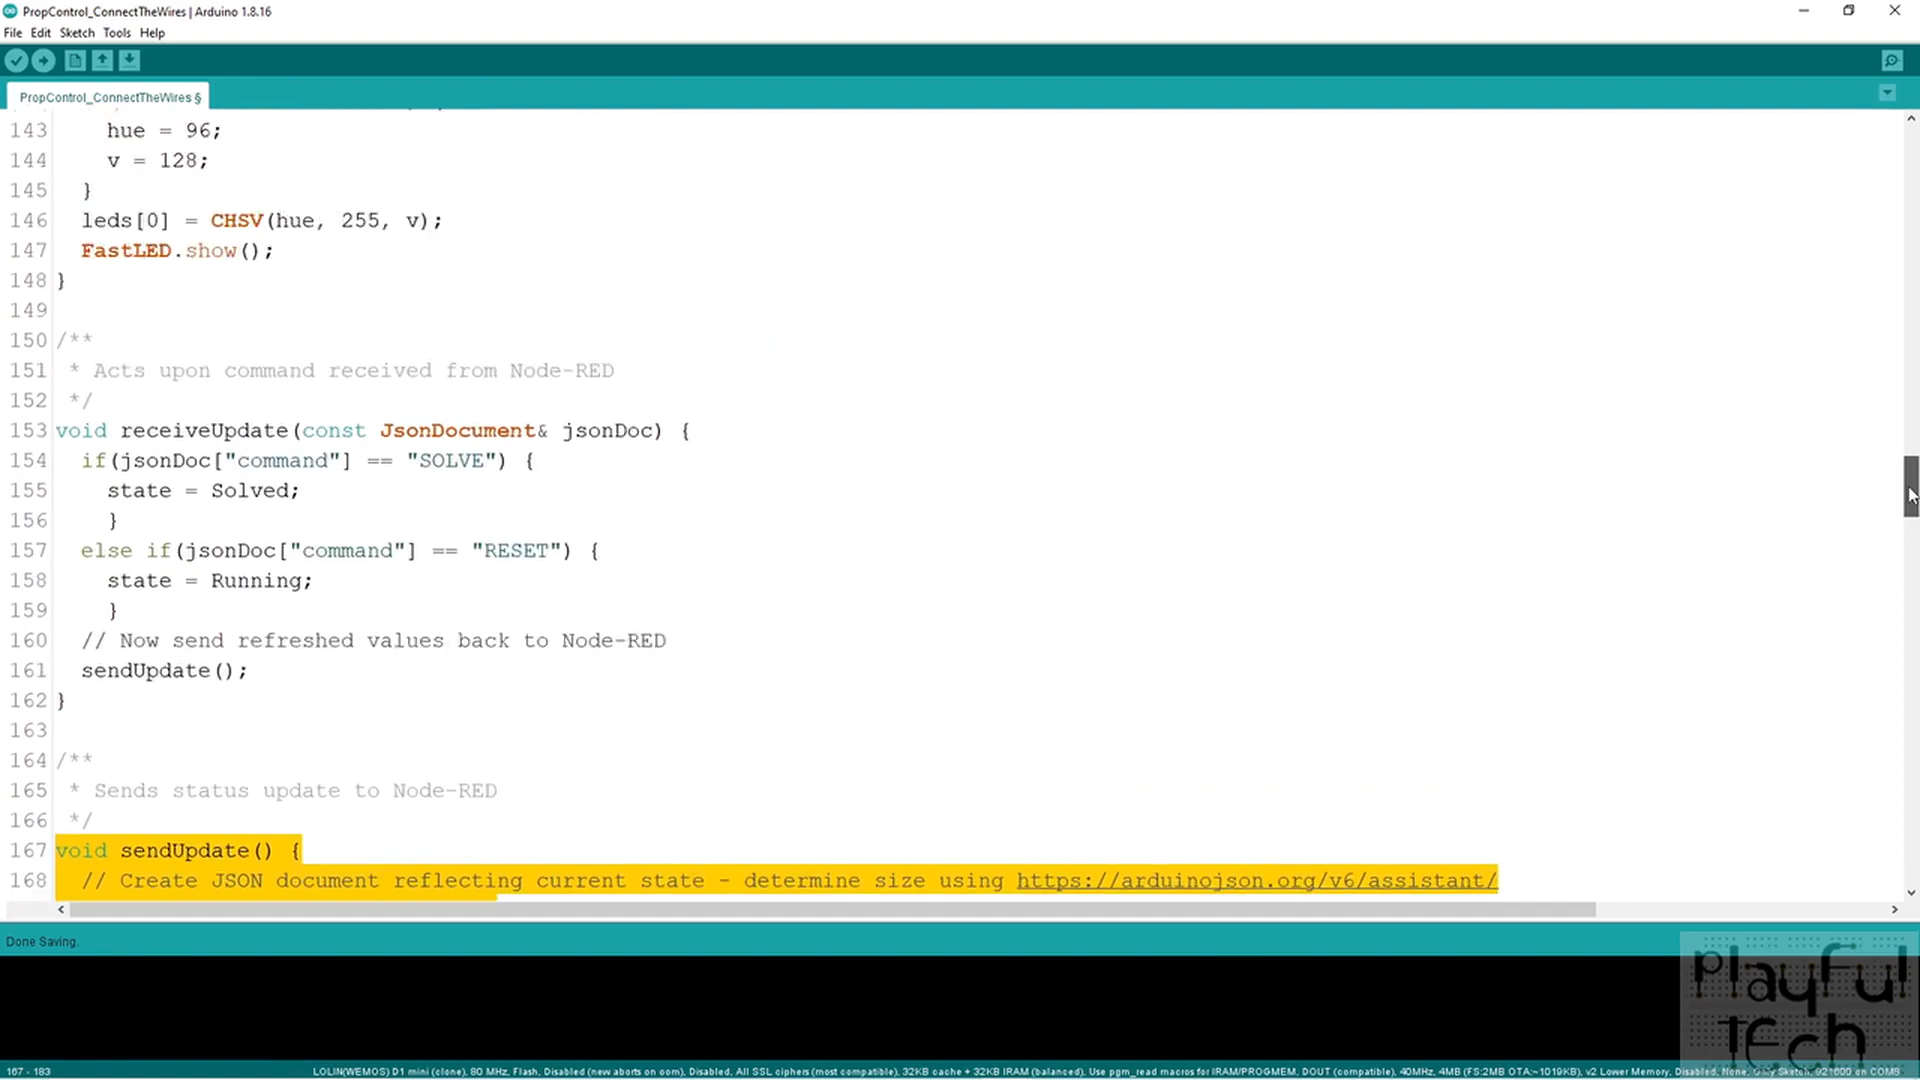 PropControl_ConnectTheWires | Arduino 1.8.16
File Edit Sketch Tools Help
PropControl_ConnectTheWires §
143 hue = 96;
144 v = 128;
145 }
146 leds[0] = CHSV(hue, 255, v);
147 FastLED.show();
148 }
149
150 /**
151 * Acts upon command received from Node-RED
152 */
153 void receiveUpdate(const JsonDocument& jsonDoc) {
154 if(jsonDoc["command"] == "SOLVE") {
155 state = Solved;
156 }
157 else if(jsonDoc["command"] == "RESET") {
158 state = Running;
159 }
160 // Now send refreshed values back to Node-RED
161 sendUpdate();
162 }
163
164 /**
165 * Sends status update to Node-RED
166 */
167 void sendUpdate() {
168 // Create JSON document reflecting current state - determine size using https://arduinojson.org/v6/assistant/
Done Saving.
playful
tech
167 - 183 LOLIN(WEMOS) D1 mini (clone), 80 MHz, Flash, Disabled (new aborts on oom), Disabled, All SSL ciphers (most compatible), 32KB cache + 32KB IRAM (balanced), Use pgm_read macros for IRAM/PROGMEM, DOUT (compatible), 40MHz, 4MB (FS:2MB OTA:~1019KB), v2 Lower Memory, Disabled, None, Only Sketch, 921600 on COM8